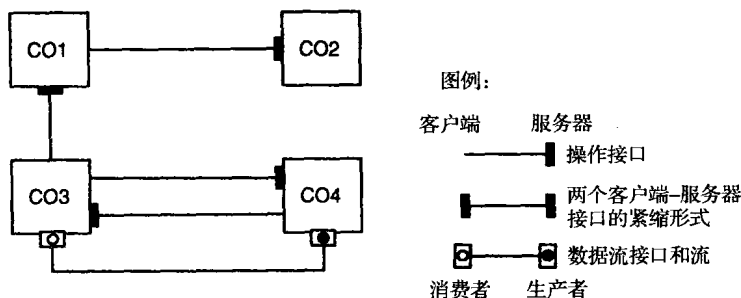 CO1
CO2
CO3
CO4
图例：
客户端
服务器
操作接口
两个客户端-服务器
接口的紧缩形式
数据流接口和流
消费者
生产者